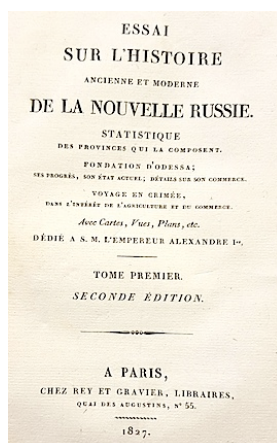 ESSAI
SUR L'HISTOIRE
ANCIENNE ET MODERNE
DE LA NOUVELLE RUSSIE.
STATISTIQUE
DES PROVINCES QUI LA COMPOSENT.
FONDATION D'ODESSA;
SES PROGRÈS, SON ÉTAT ACTUEL; DÉTAILS SUR SON COMMERCE.
VOYAGE EN CRIMÉE,
DANS L'INTÉRÊT DE L'AGRICULTURE ET DU COMMERCE.
Avec Cartes, Vues, Plans, etc.
DÉDIÉ A S. M. L'EMPEREUR ALEXANDRE Ier.
TOME PREMIER.
SECONDE ÉDITION.
A PARIS,
CHEZ REY ET GRAVIER, LIBRAIRES,
QUAI DES AUGUSTINS, N° 55.
1827.